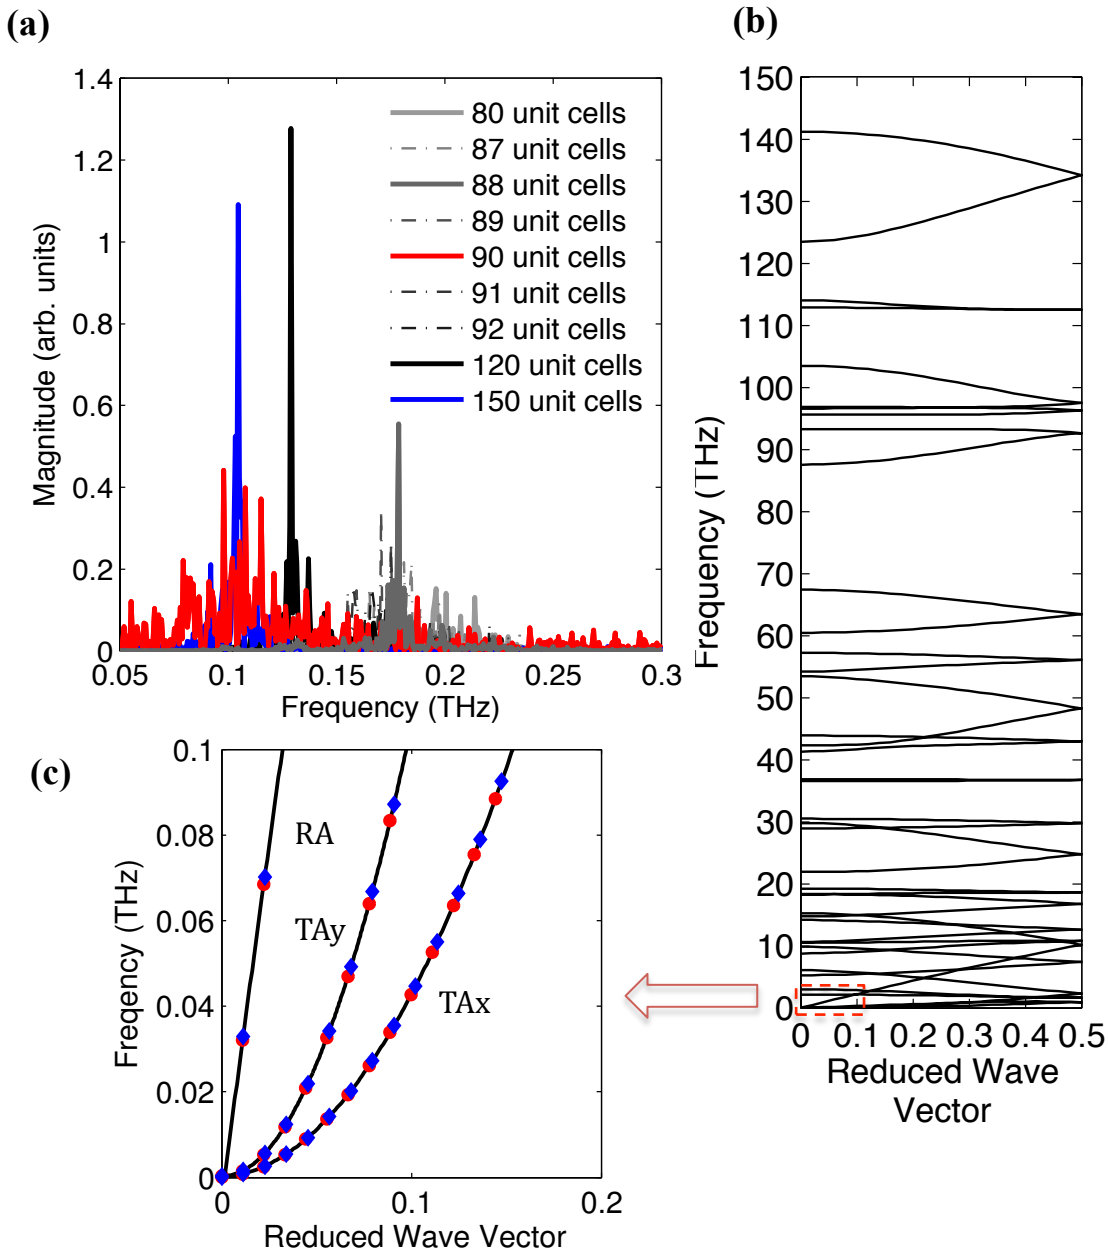 (a)
1.4
1.2
1
0.8
0.6
0.4
0.2
0
Magnitude (arb. units)
80 unit cells
87 unit cells
88 unit cells
89 unit cells
90 unit cells
91 unit cells
92 unit cells
120 unit cells
150 unit cells
0.05 0.1 0.15 0.2 0.25 0.3
Frequency (THz)
(b)
150
140
130
120
110
100
90
80
70
60
50
40
30
20
10
0
Frequency (THz)
0 0.1 0.2 0.3 0.4 0.5
Reduced Wave
Vector
(c)
0.1
0.08
0.06
0.04
0.02
0
Freqency (THz)
RA
TAy
TAx
0 0.1 0.2
Reduced Wave Vector